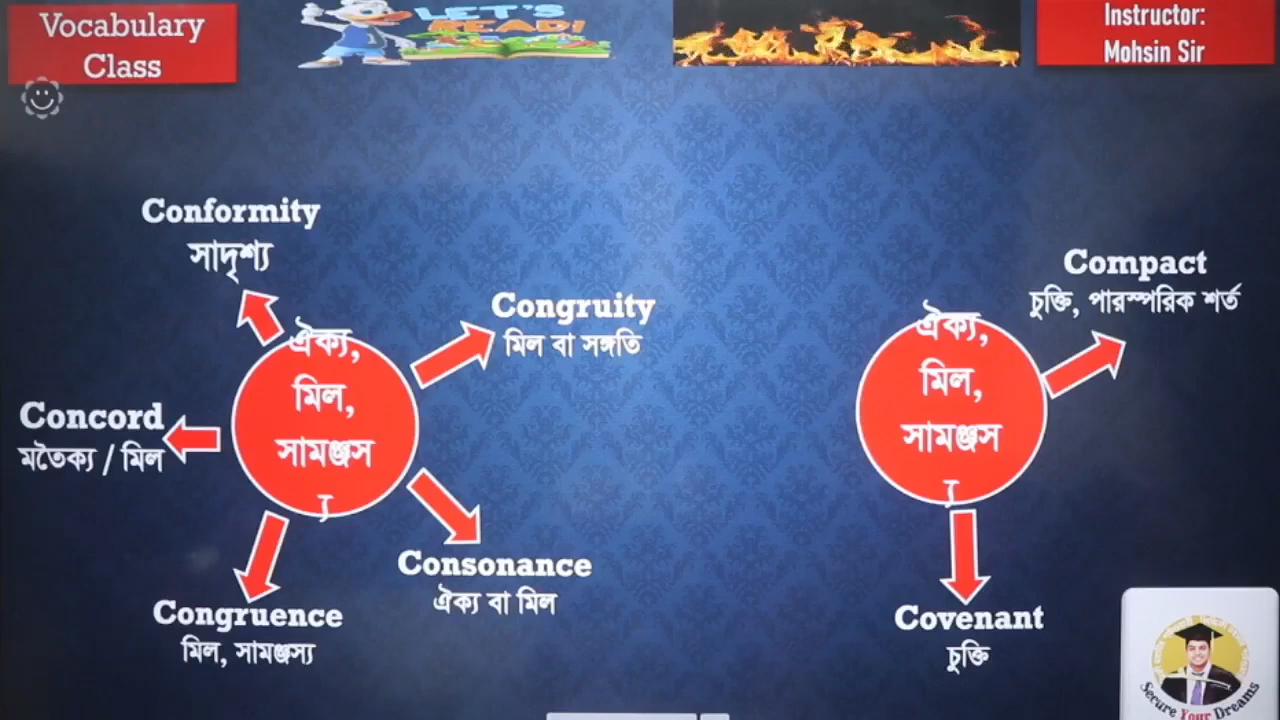 Vocabulary
Class
LET'S
READ!
Instructor:
Mohsin Sir
Conformity
সাদৃশ্য
Congruity
মিল বা সঙ্গতি
ঐক্য,
মিল,
সামঞ্জস
্য
Concord
মতৈক্য / মিল
Consonance
ঐক্য বা মিল
Congruence
মিল, সামঞ্জস্য
Compact
চুক্তি, পারস্পরিক শর্ত
ঐক্য,
মিল,
সামঞ্জস
্য
Covenant
চুক্তি
Secure Your Dreams